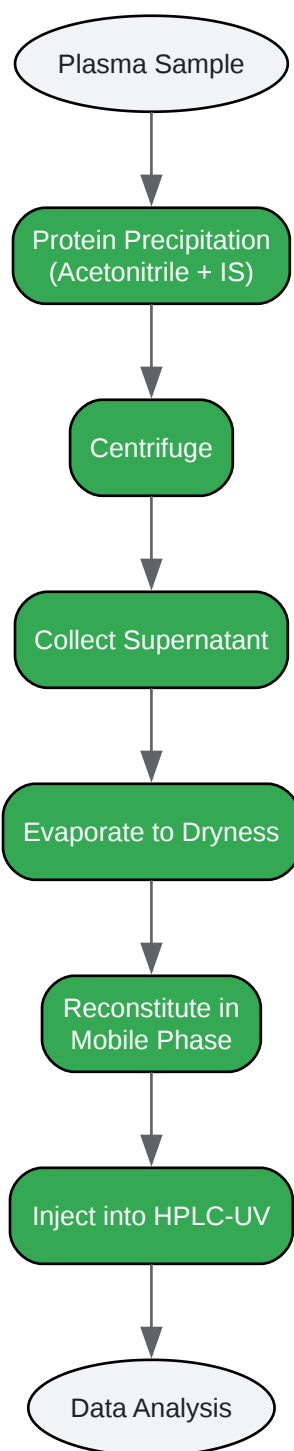 Plasma Sample
Protein Precipitation
(Acetonitrile + IS)
Centrifuge
Collect Supernatant
Evaporate to Dryness
Reconstitute in
Mobile Phase
Inject into HPLC-UV
Data Analysis